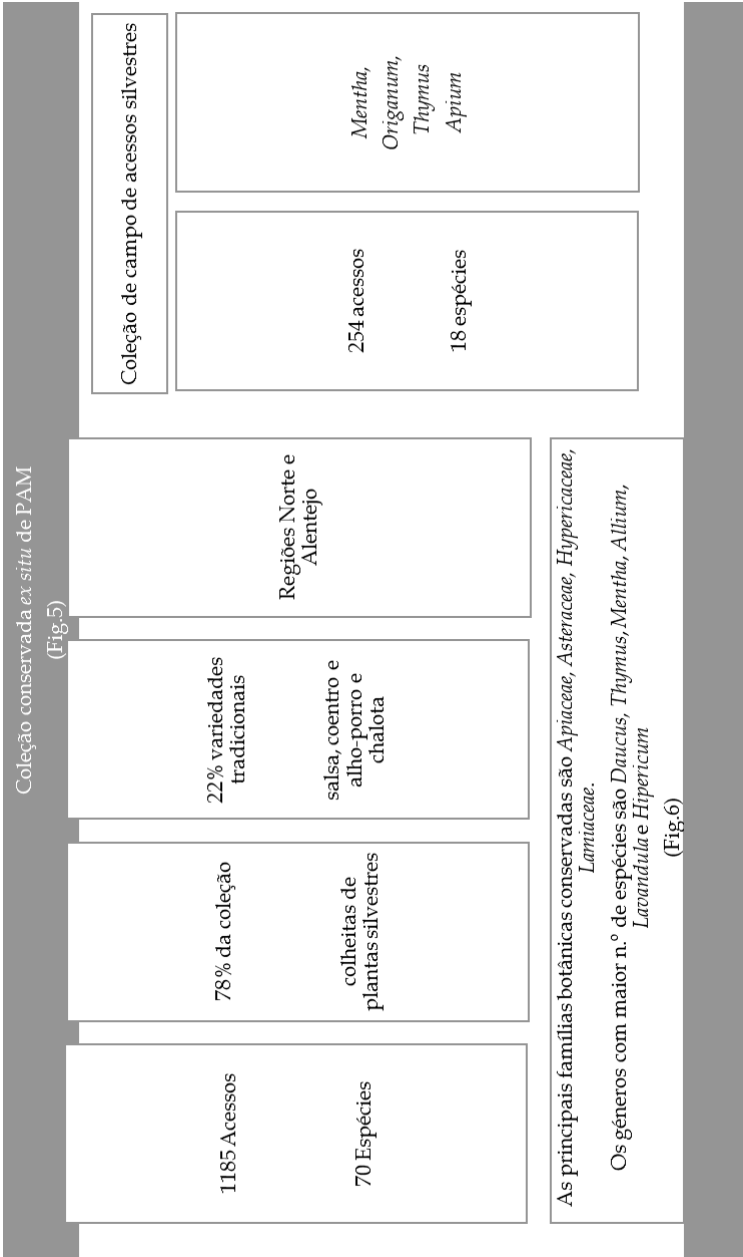 Coleção conservada ex situ de PAM
(Fig.5)
1185 Acessos
70 Espécies
78% da coleção
colheitas de
plantas silvestres
22% variedades
tradicionais
salsa, coentro e
alho-porro e
chalota
Regiões Norte e
Alentejo
Coleção de campo de acessos silvestres
254 acessos
18 espécies
Mentha,
Origanum,
Thymus
Apium
As principais famílias botânicas conservadas são Apiaceae, Asteraceae, Hypericaceae,
Lamiaceae.
Os géneros com maior n.º de espécies são Daucus, Thymus, Mentha, Allium,
Lavandula e Hipericum
(Fig.6)